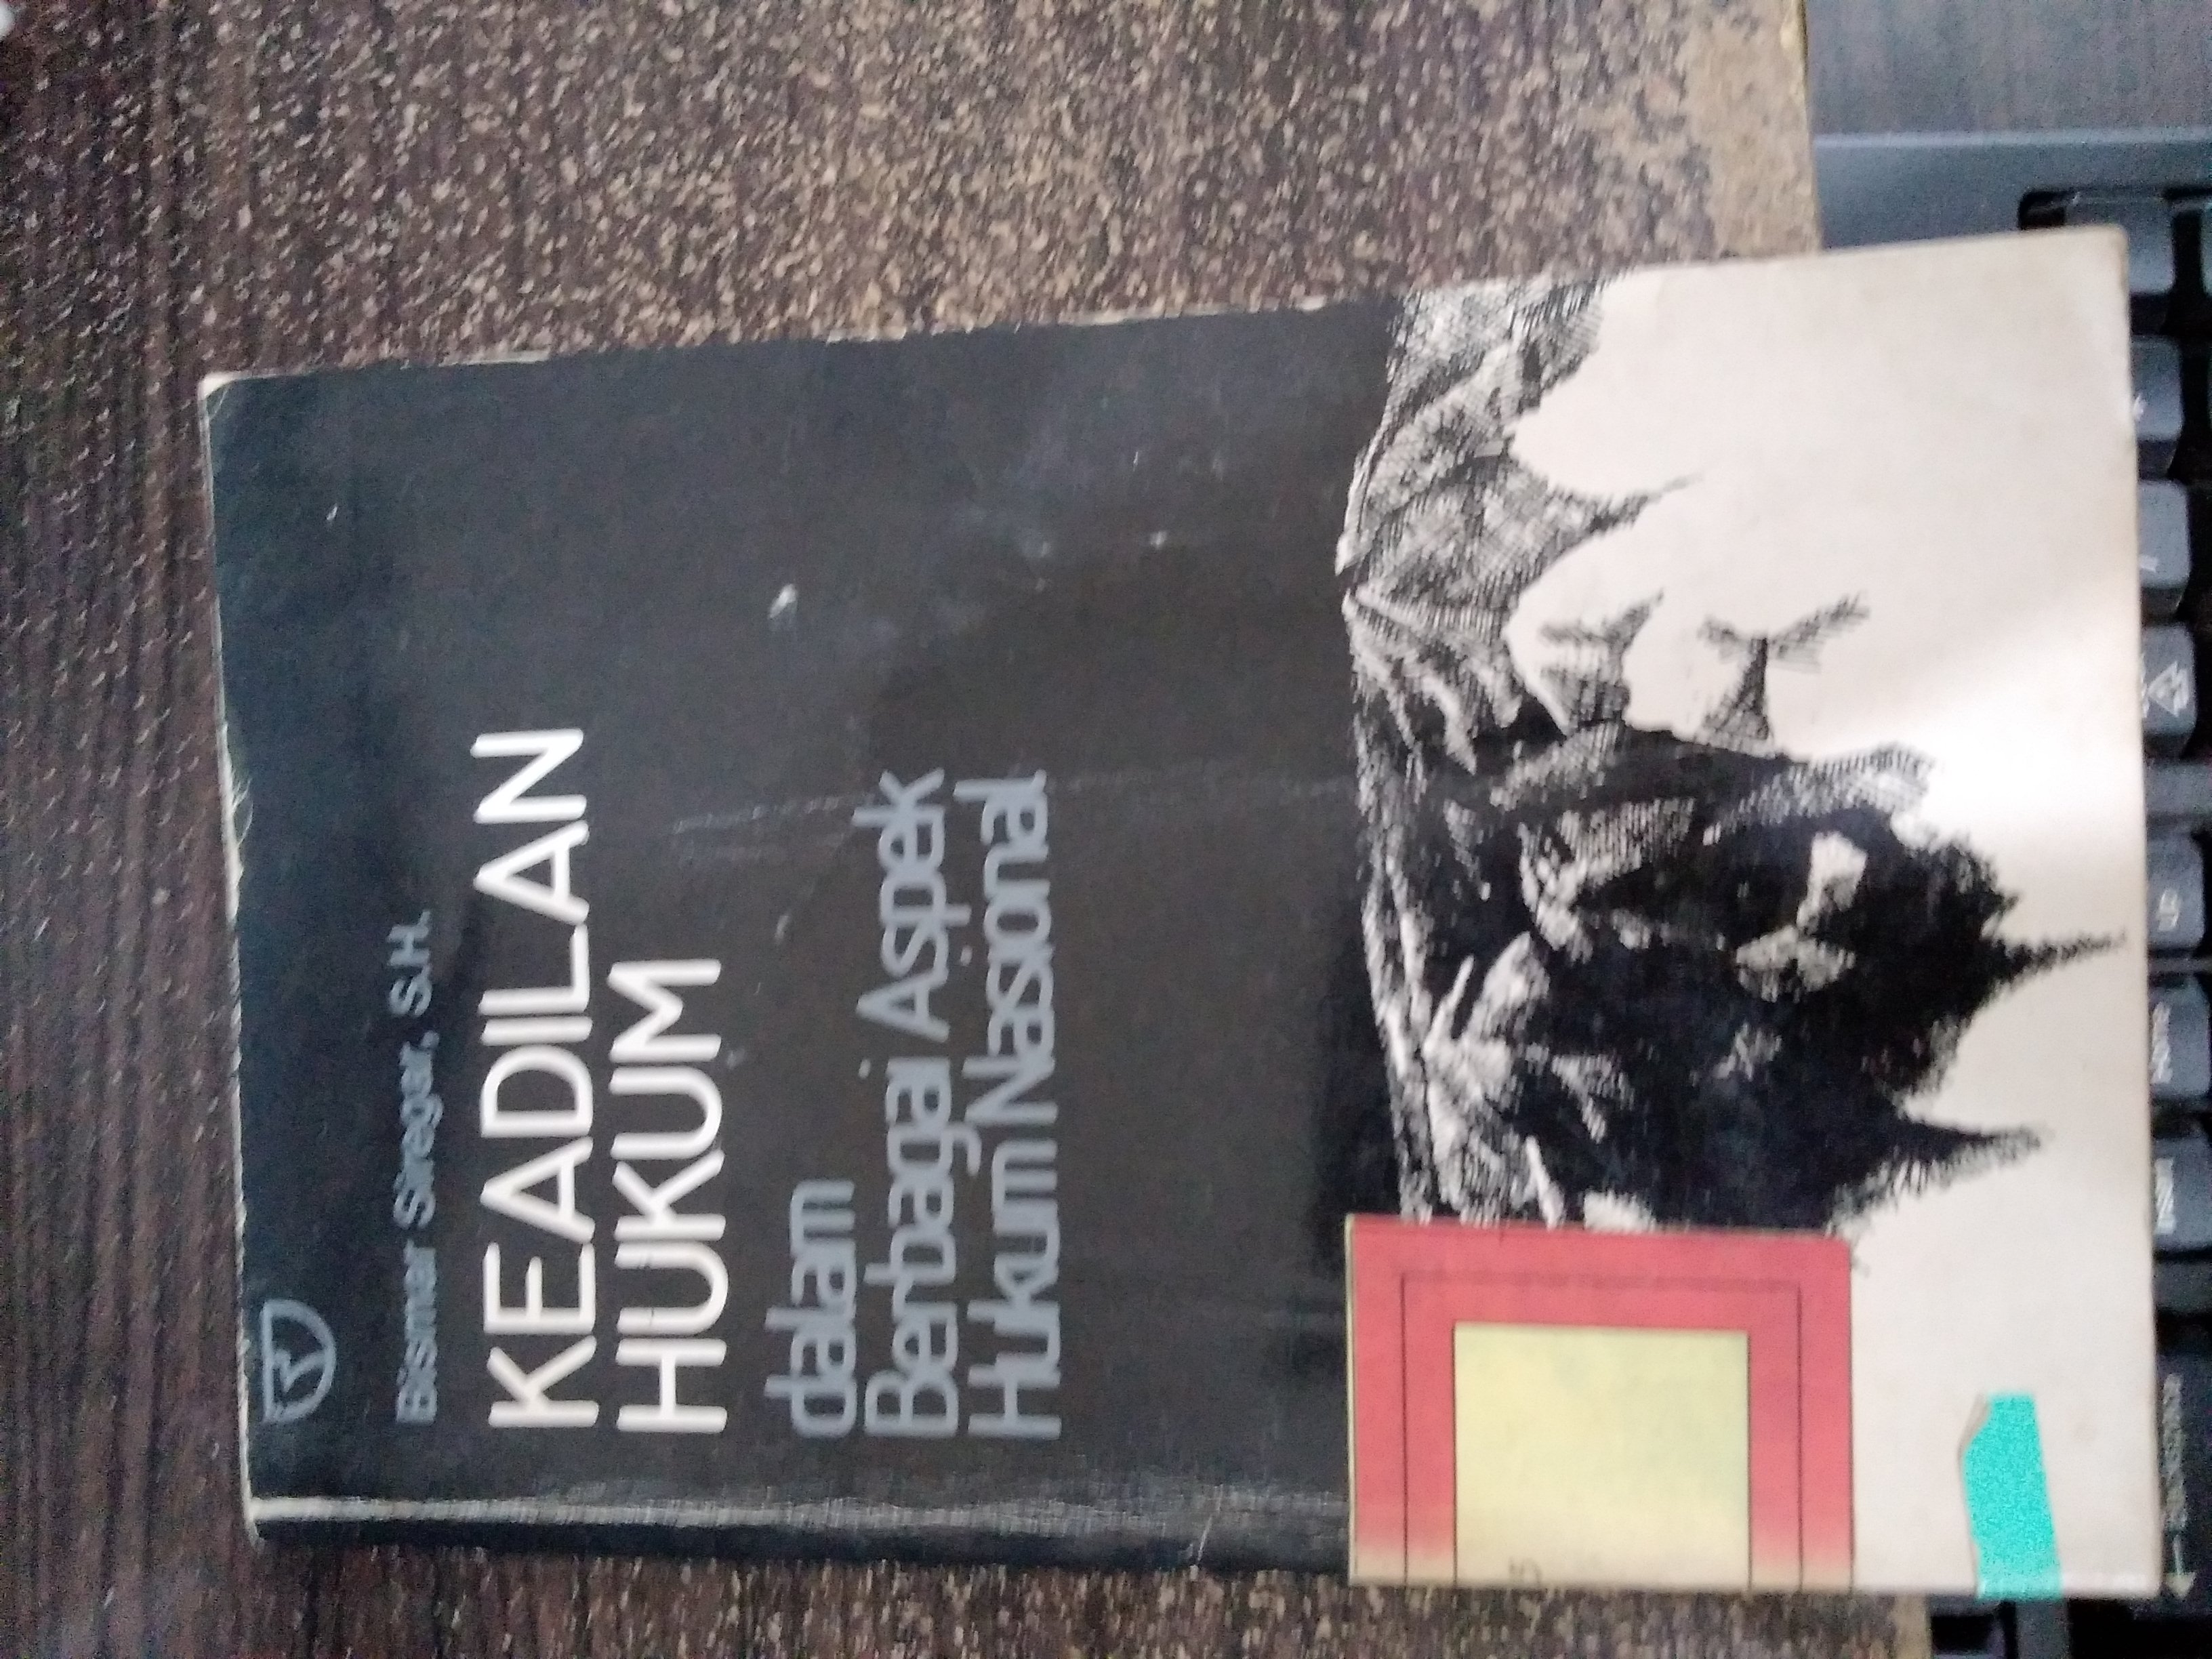 Bismar Siregar, S.H.
KEADILAN
HUKUM
dalam
Berbagai Aspek
Hukum Nasional